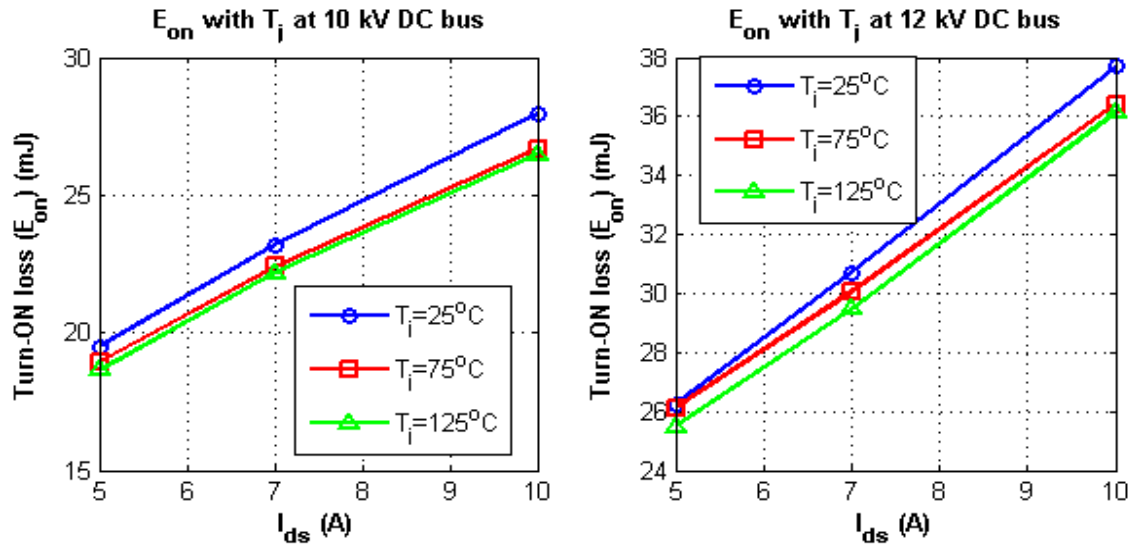 E_on with T_j at 10 kV DC bus
Turn-ON loss (E_on) (mJ)
30
25
20
15
T_j=25°C
T_j=75°C
T_j=125°C
5 6 7 8 9 10
I_ds (A)
E_on with T_j at 12 kV DC bus
Turn-ON loss (E_on) (mJ)
38
36
34
32
30
28
26
24
T_j=25°C
T_j=75°C
T_j=125°C
5 6 7 8 9 10
I_ds (A)